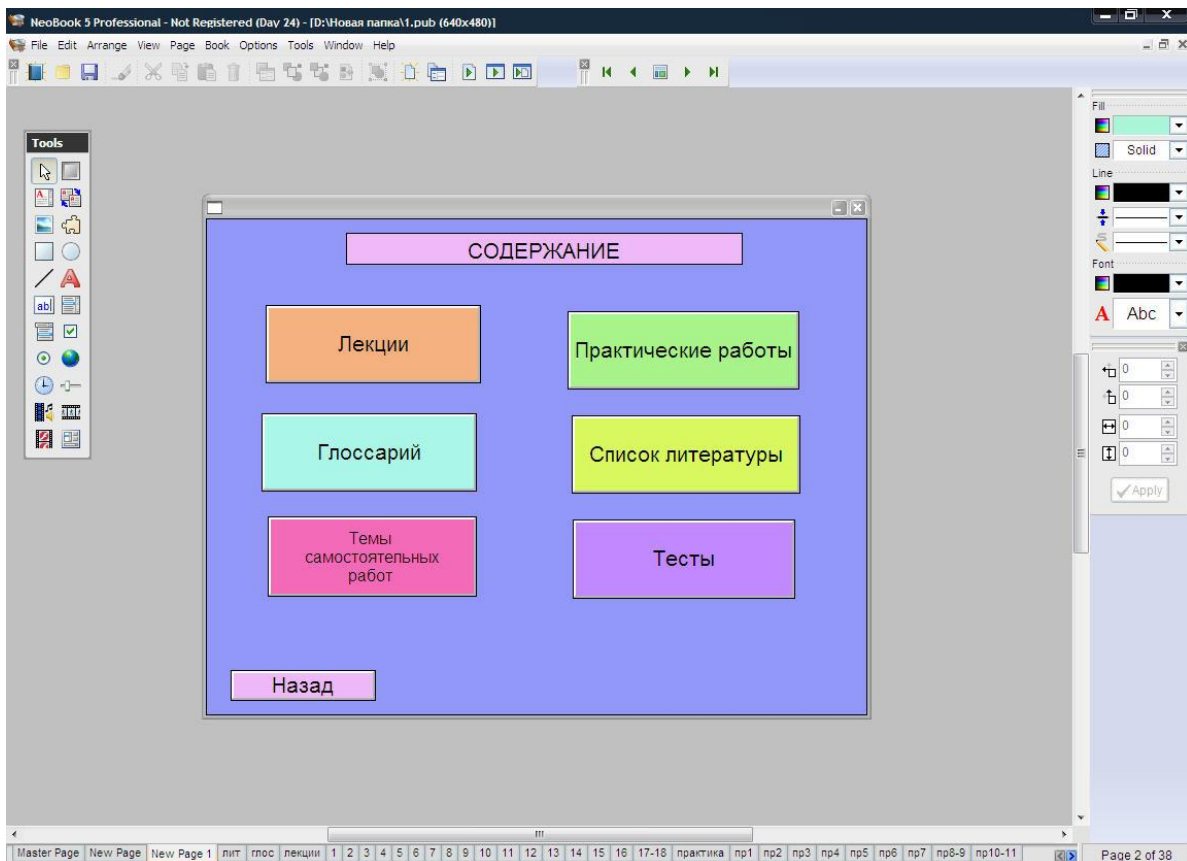 NeoBook 5 Professional - Not Registered (Day 24) - [D:\Новая папка\1.pub (640x480)]
File Edit Arrange View Page Book Options Tools Window Help
Tools
A
A
abl
СОДЕРЖАНИЕ
Лекции
Практические работы
Глоссарий
Список литературы
Темы
самостоятельных
работ
Тесты
Назад
Fill
Solid
Line
Font
A Abc
0
0
0
0
Apply
Master Page New Page New Page 1 лит глос лекции 1 2 3 4 5 6 7 8 9 10 11 12 13 14 15 16 17-18 практика пр1 пр2 пр3 пр4 пр5 пр6 пр7 пр8-9 пр10-11 Page 2 of 38